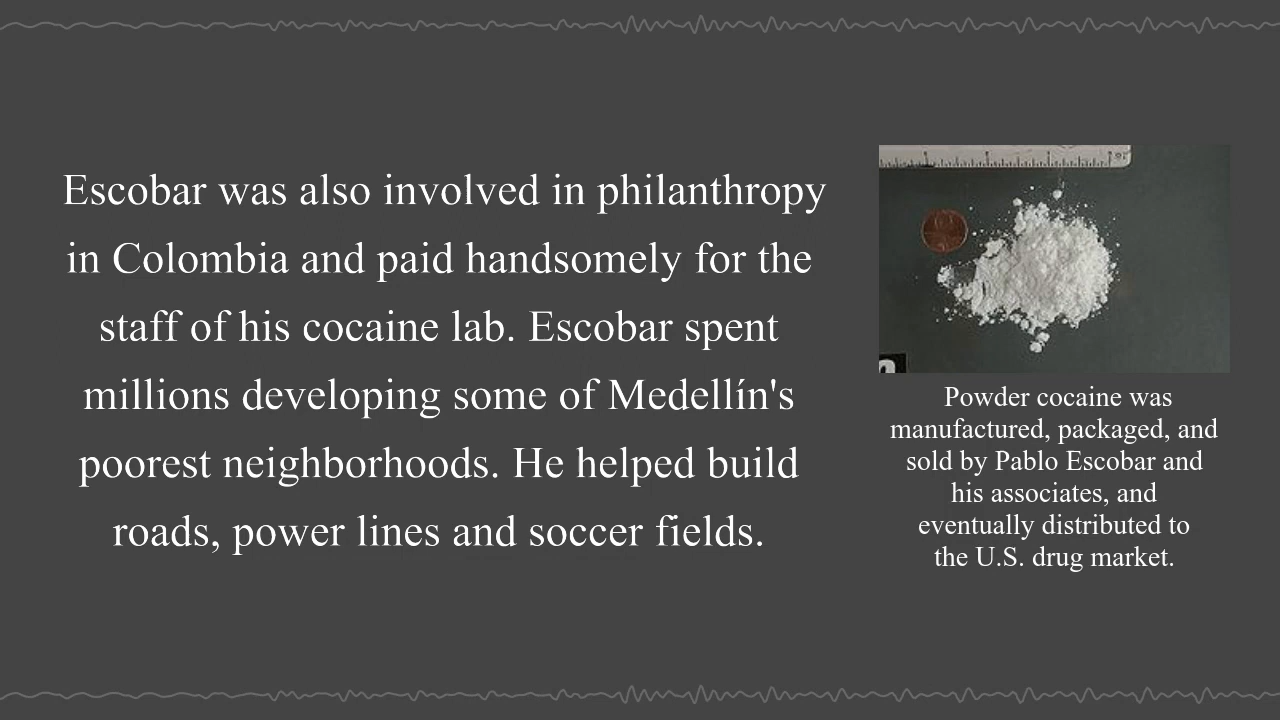 Escobar was also involved in philanthropy
in Colombia and paid handsomely for the
staff of his cocaine lab. Escobar spent
millions developing some of Medellín's
poorest neighborhoods. He helped build
roads, power lines and soccer fields.
Powder cocaine was
manufactured, packaged, and
sold by Pablo Escobar and
his associates, and
eventually distributed to
the U.S. drug market.